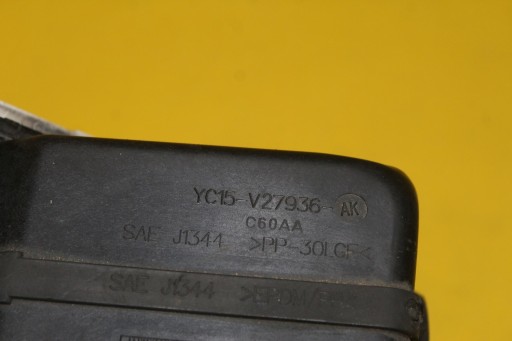 YC15-V27936-AK
C60AA
SAE J1344 >PP-30LGF<
SAE J1344